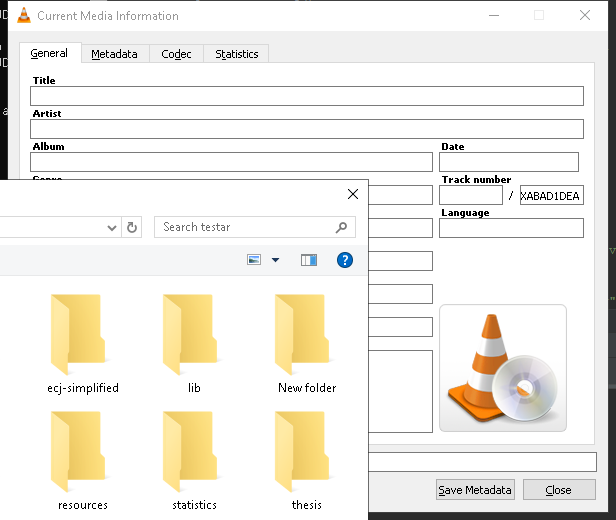 Current Media Information
General Metadata Codec Statistics
Title
Artist
Album Date
Track number
/ XABAD1DEA
Language
Search testar
ecj-simplified lib New folder
resources statistics thesis
Save Metadata Close